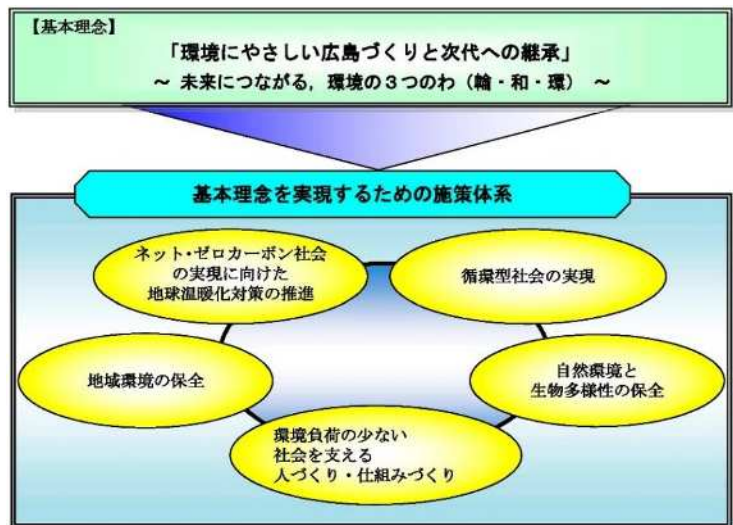 【基本理念】
「環境にやさしい広島づくりと次代への継承」
～ 未来につながる，環境の３つのわ（輪・和・環） ～
基本理念を実現するための施策体系
ネット・ゼロカーボン社会
の実現に向けた
地球温暖化対策の推進
循環型社会の実現
地域環境の保全
自然環境と
生物多様性の保全
環境負荷の少ない
社会を支える
人づくり・仕組みづくり